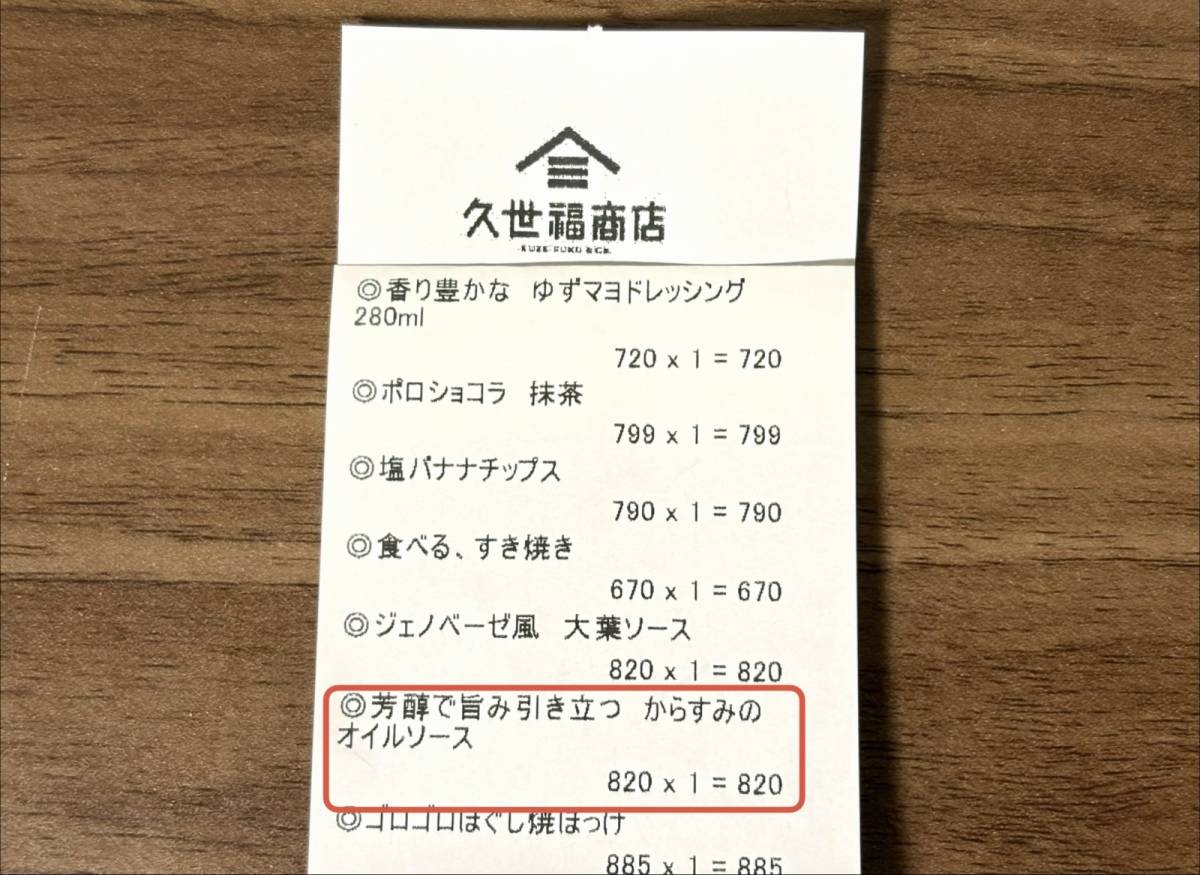 久世福商店
KUZE FUKU & CO.
◎香り豊かな ゆずマヨドレッシング
280ml
720 x 1 = 720
◎ポロショコラ 抹茶
799 x 1 = 799
◎塩バナナチップス
790 x 1 = 790
◎食べる、すき焼き
670 x 1 = 670
◎ジェノベーゼ風 大葉ソース
820 x 1 = 820
◎芳醇で旨み引き立つ からすみの
オイルソース
820 x 1 = 820
◎ゴロゴロほぐし焼ほっけ
885 x 1 = 885